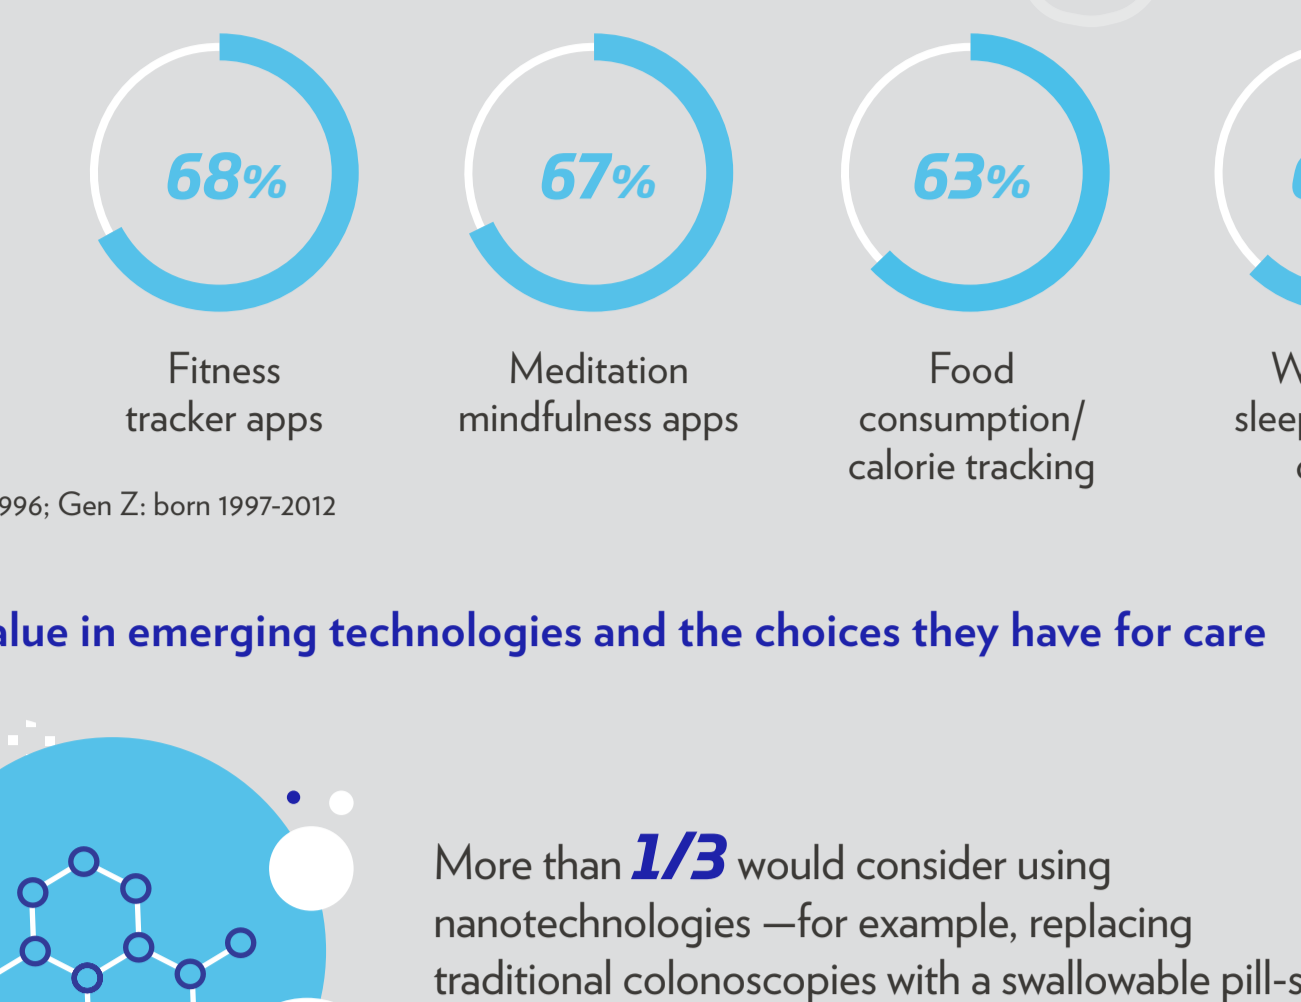 68%
67%
63%
Fitness
tracker apps
Meditation
mindfulness apps
Food
consumption/
calorie tracking
996; Gen Z: born 1997-2012
alue in emerging technologies and the choices they have for care
More than 1/3 would consider using
nanotechnologies —for example, replacing
traditional colonoscopies with a swallowable pill-s